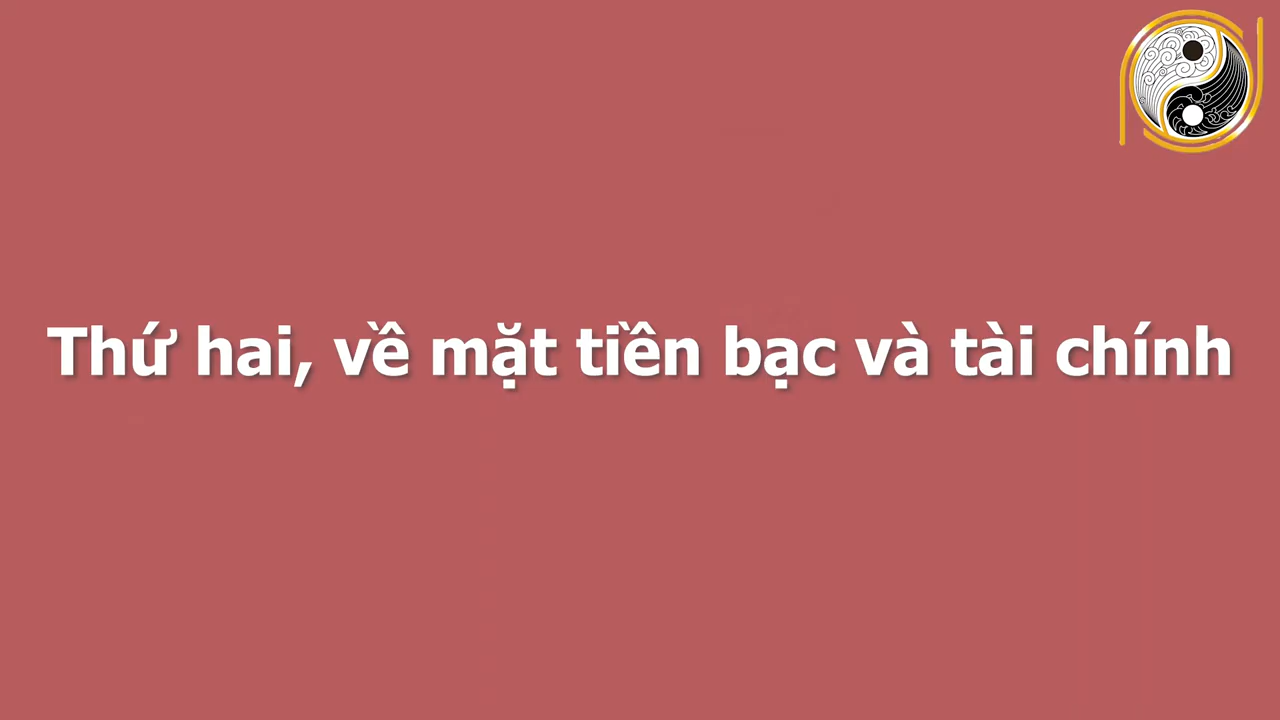 Thứ hai, về mặt tiền bạc và tài chính